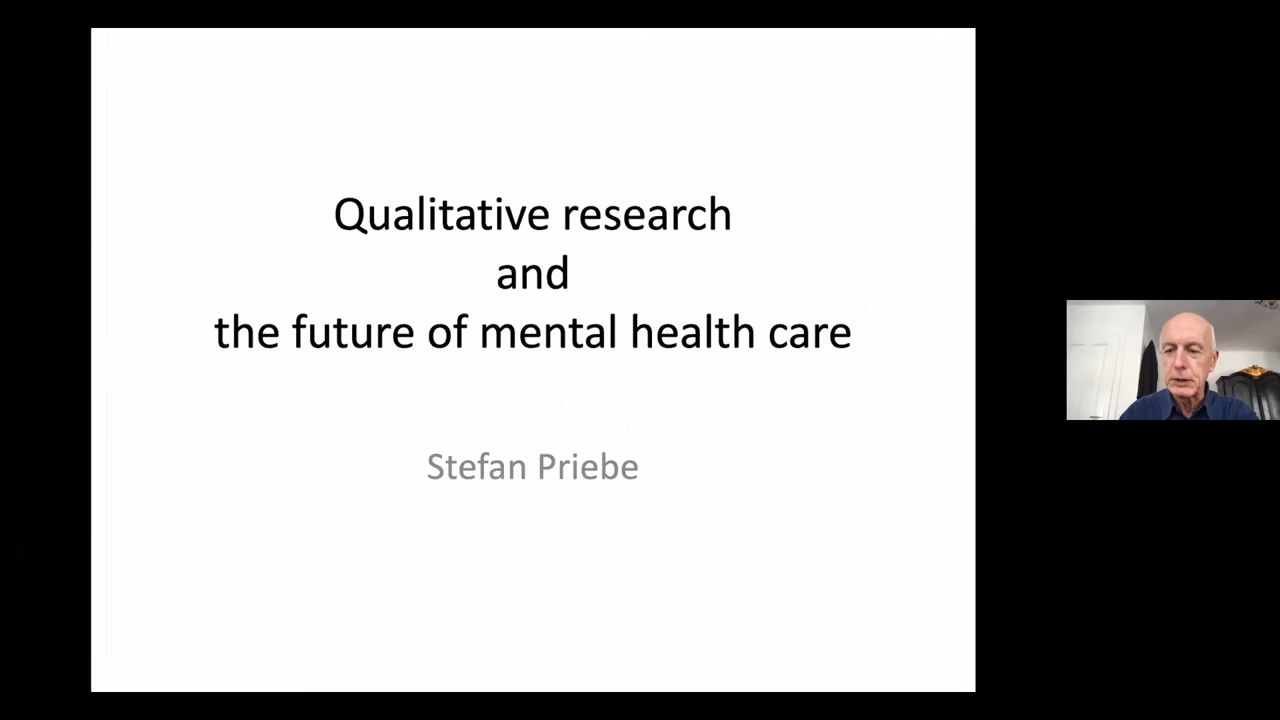 Qualitative research
and
the future of mental health care
Stefan Priebe